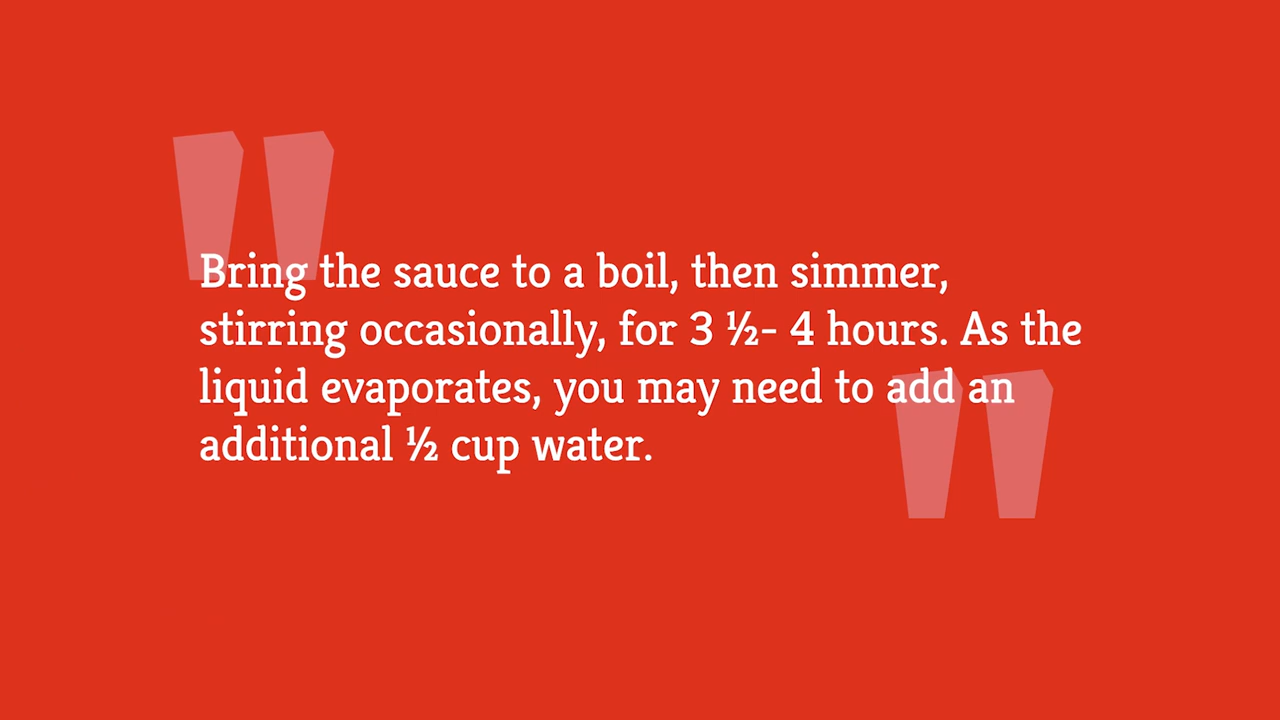 Bring the sauce to a boil, then simmer,
stirring occasionally, for 3 ½- 4 hours. As the
liquid evaporates, you may need to add an
additional ½ cup water.